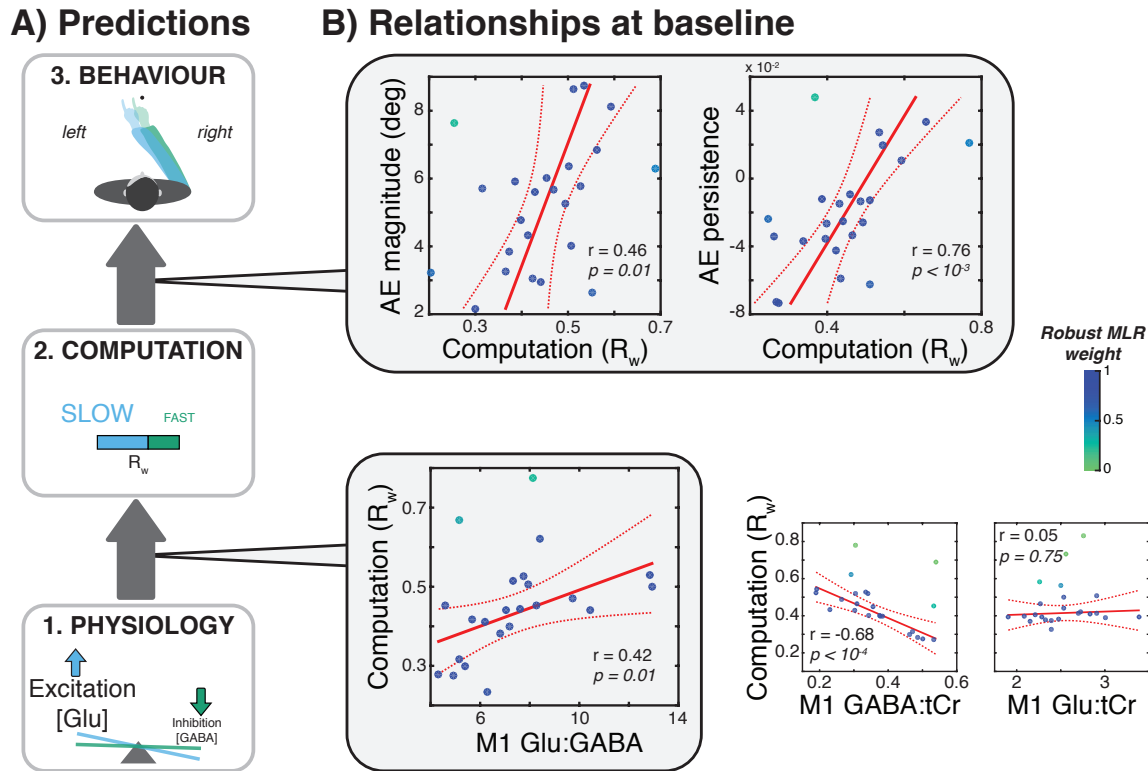 A) Predictions
B) Relationships at baseline
3. BEHAVIOUR
left
right
2. COMPUTATION
SLOW
FAST
R_w
1. PHYSIOLOGY
Excitation
[Glu]
Inhibition
[GABA]
AE magnitude (deg)
8
6
4
2
0.3
0.5
0.7
Computation (R_w)
r = 0.46
p = 0.01
x 10^-2
AE persistence
4
0
-4
-8
0.4
0.8
Computation (R_w)
r = 0.76
p < 10^-3
Robust MLR
weight
1
0.5
0
Computation (R_w)
0.7
0.5
0.3
6
10
14
M1 Glu:GABA
r = 0.42
p = 0.01
Computation (R_w)
0.8
0.6
0.4
0.2
0.2
0.4
0.6
M1 GABA:tCr
r = -0.68
p < 10^-4
r = 0.05
p = 0.75
2
3
M1 Glu:tCr